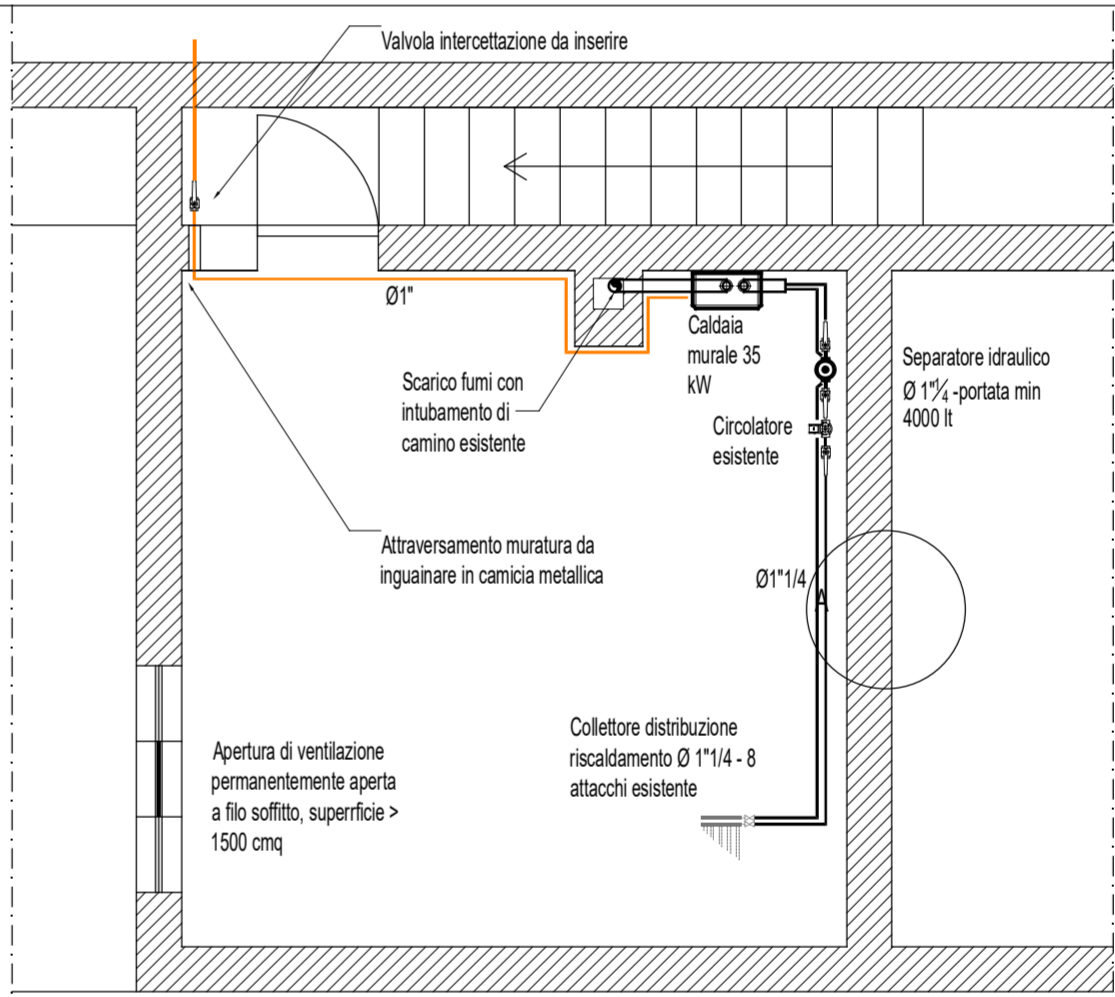 Valvola intercettazione da inserire
Ø1"
Caldaia
murale 35
kW
Separatore idraulico
Ø 1"¼ -portata min
4000 lt
Scarico fumi con
intubamento di
camino esistente
Circolatore
esistente
Attraversamento muratura da
inguainare in camicia metallica
Ø1"1/4
Collettore distribuzione
riscaldamento Ø 1"1/4 - 8
attacchi esistente
Apertura di ventilazione
permanentemente aperta
a filo soffitto, superrficie >
1500 cmq